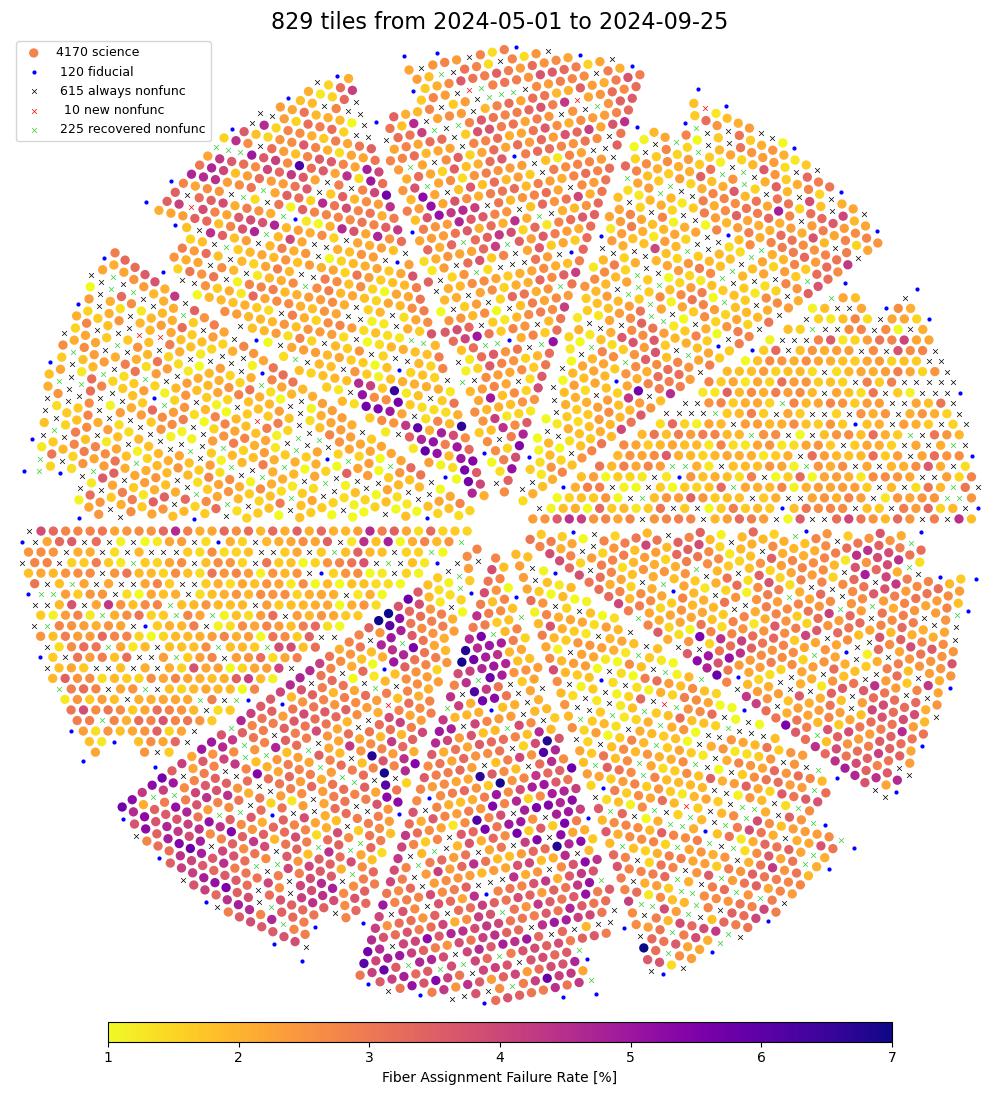 829 tiles from 2024-05-01 to 2024-09-25
4170 science
120 fiducial
615 always nonfunc
10 new nonfunc
225 recovered nonfunc
1 2 3 4 5 6 7
Fiber Assignment Failure Rate [%]